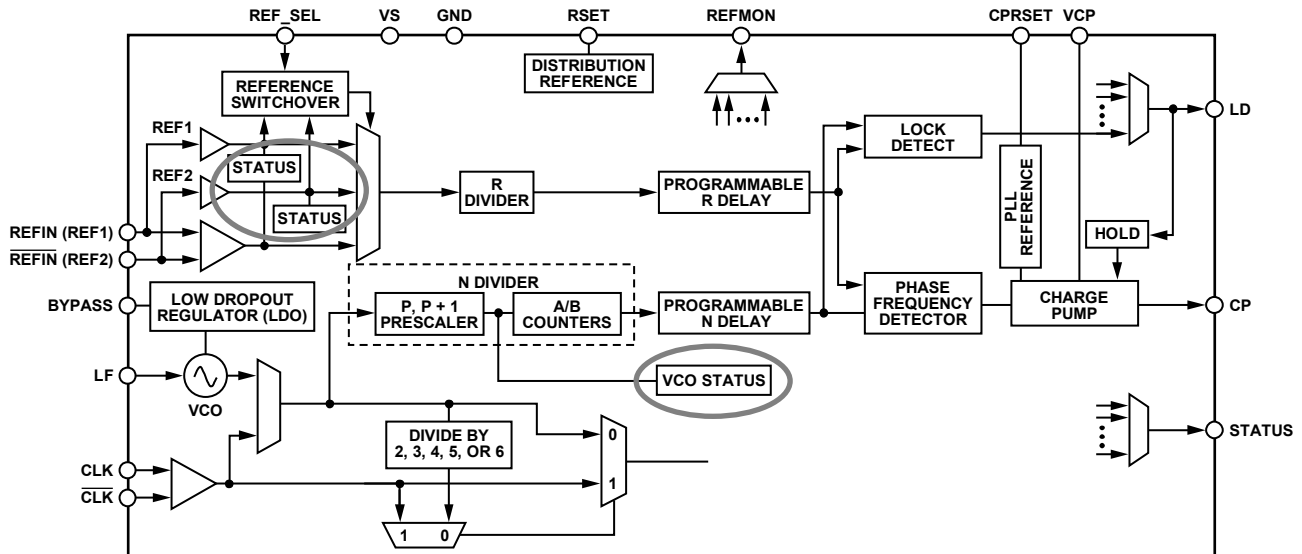 REF_SEL
VS
GND
RSET
REFMON
CPRSET
VCP
DISTRIBUTION
REFERENCE
REFERENCE
SWITCHOVER
REF1
STATUS
REF2
STATUS
R
DIVIDER
PROGRAMMABLE
R DELAY
LOCK
DETECT
LD
PLL
REFERENCE
HOLD
REFIN (REF1)
REFIN (REF2)
BYPASS
LOW DROPOUT
REGULATOR (LDO)
N DIVIDER
P, P + 1
PRESCALER
A/B
COUNTERS
PROGRAMMABLE
N DELAY
PHASE
FREQUENCY
DETECTOR
CHARGE
PUMP
CP
LF
VCO
VCO STATUS
DIVIDE BY
2, 3, 4, 5, OR 6
0
1
STATUS
CLK
CLK
1 0